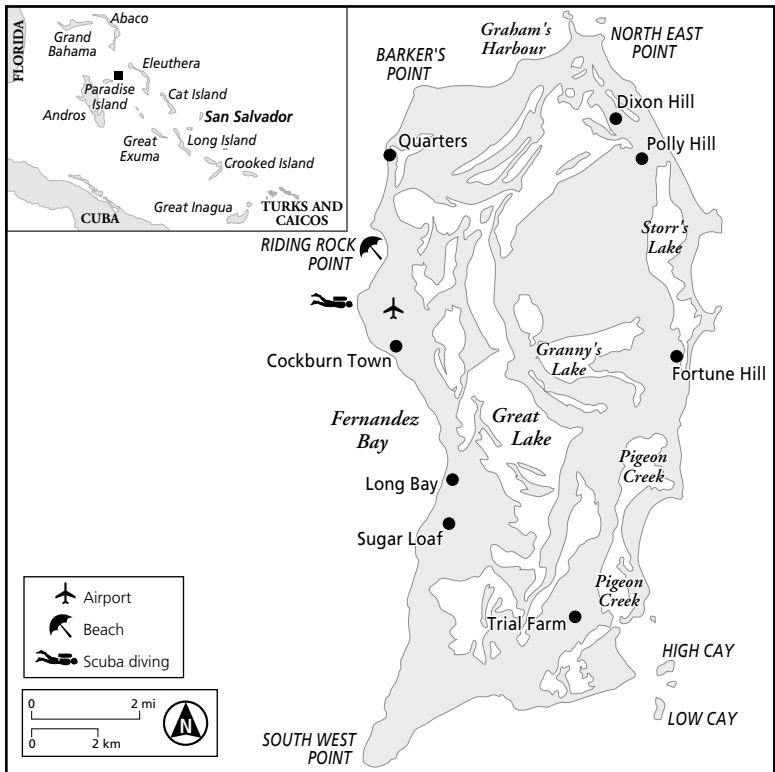 FLORIDA
Abaco
Grand
Bahama
Eleuthera
Paradise
Island
Cat Island
Andros
San Salvador
Great
Exuma
Long Island
Crooked Island
Great Inagua
TURKS AND
CAICOS
CUBA
Graham's
Harbour
NORTH EAST
POINT
BARKER'S
POINT
Dixon Hill
Quarters
Polly Hill
Storr's
Lake
RIDING ROCK
POINT
Cockburn Town
Granny's
Lake
Fortune Hill
Fernandez
Bay
Great
Lake
Pigeon
Creek
Long Bay
Sugar Loaf
Pigeon
Creek
Trial Farm
HIGH CAY
LOW CAY
SOUTH WEST
POINT
Airport
Beach
Scuba diving
0 2 mi
0 2 km
N